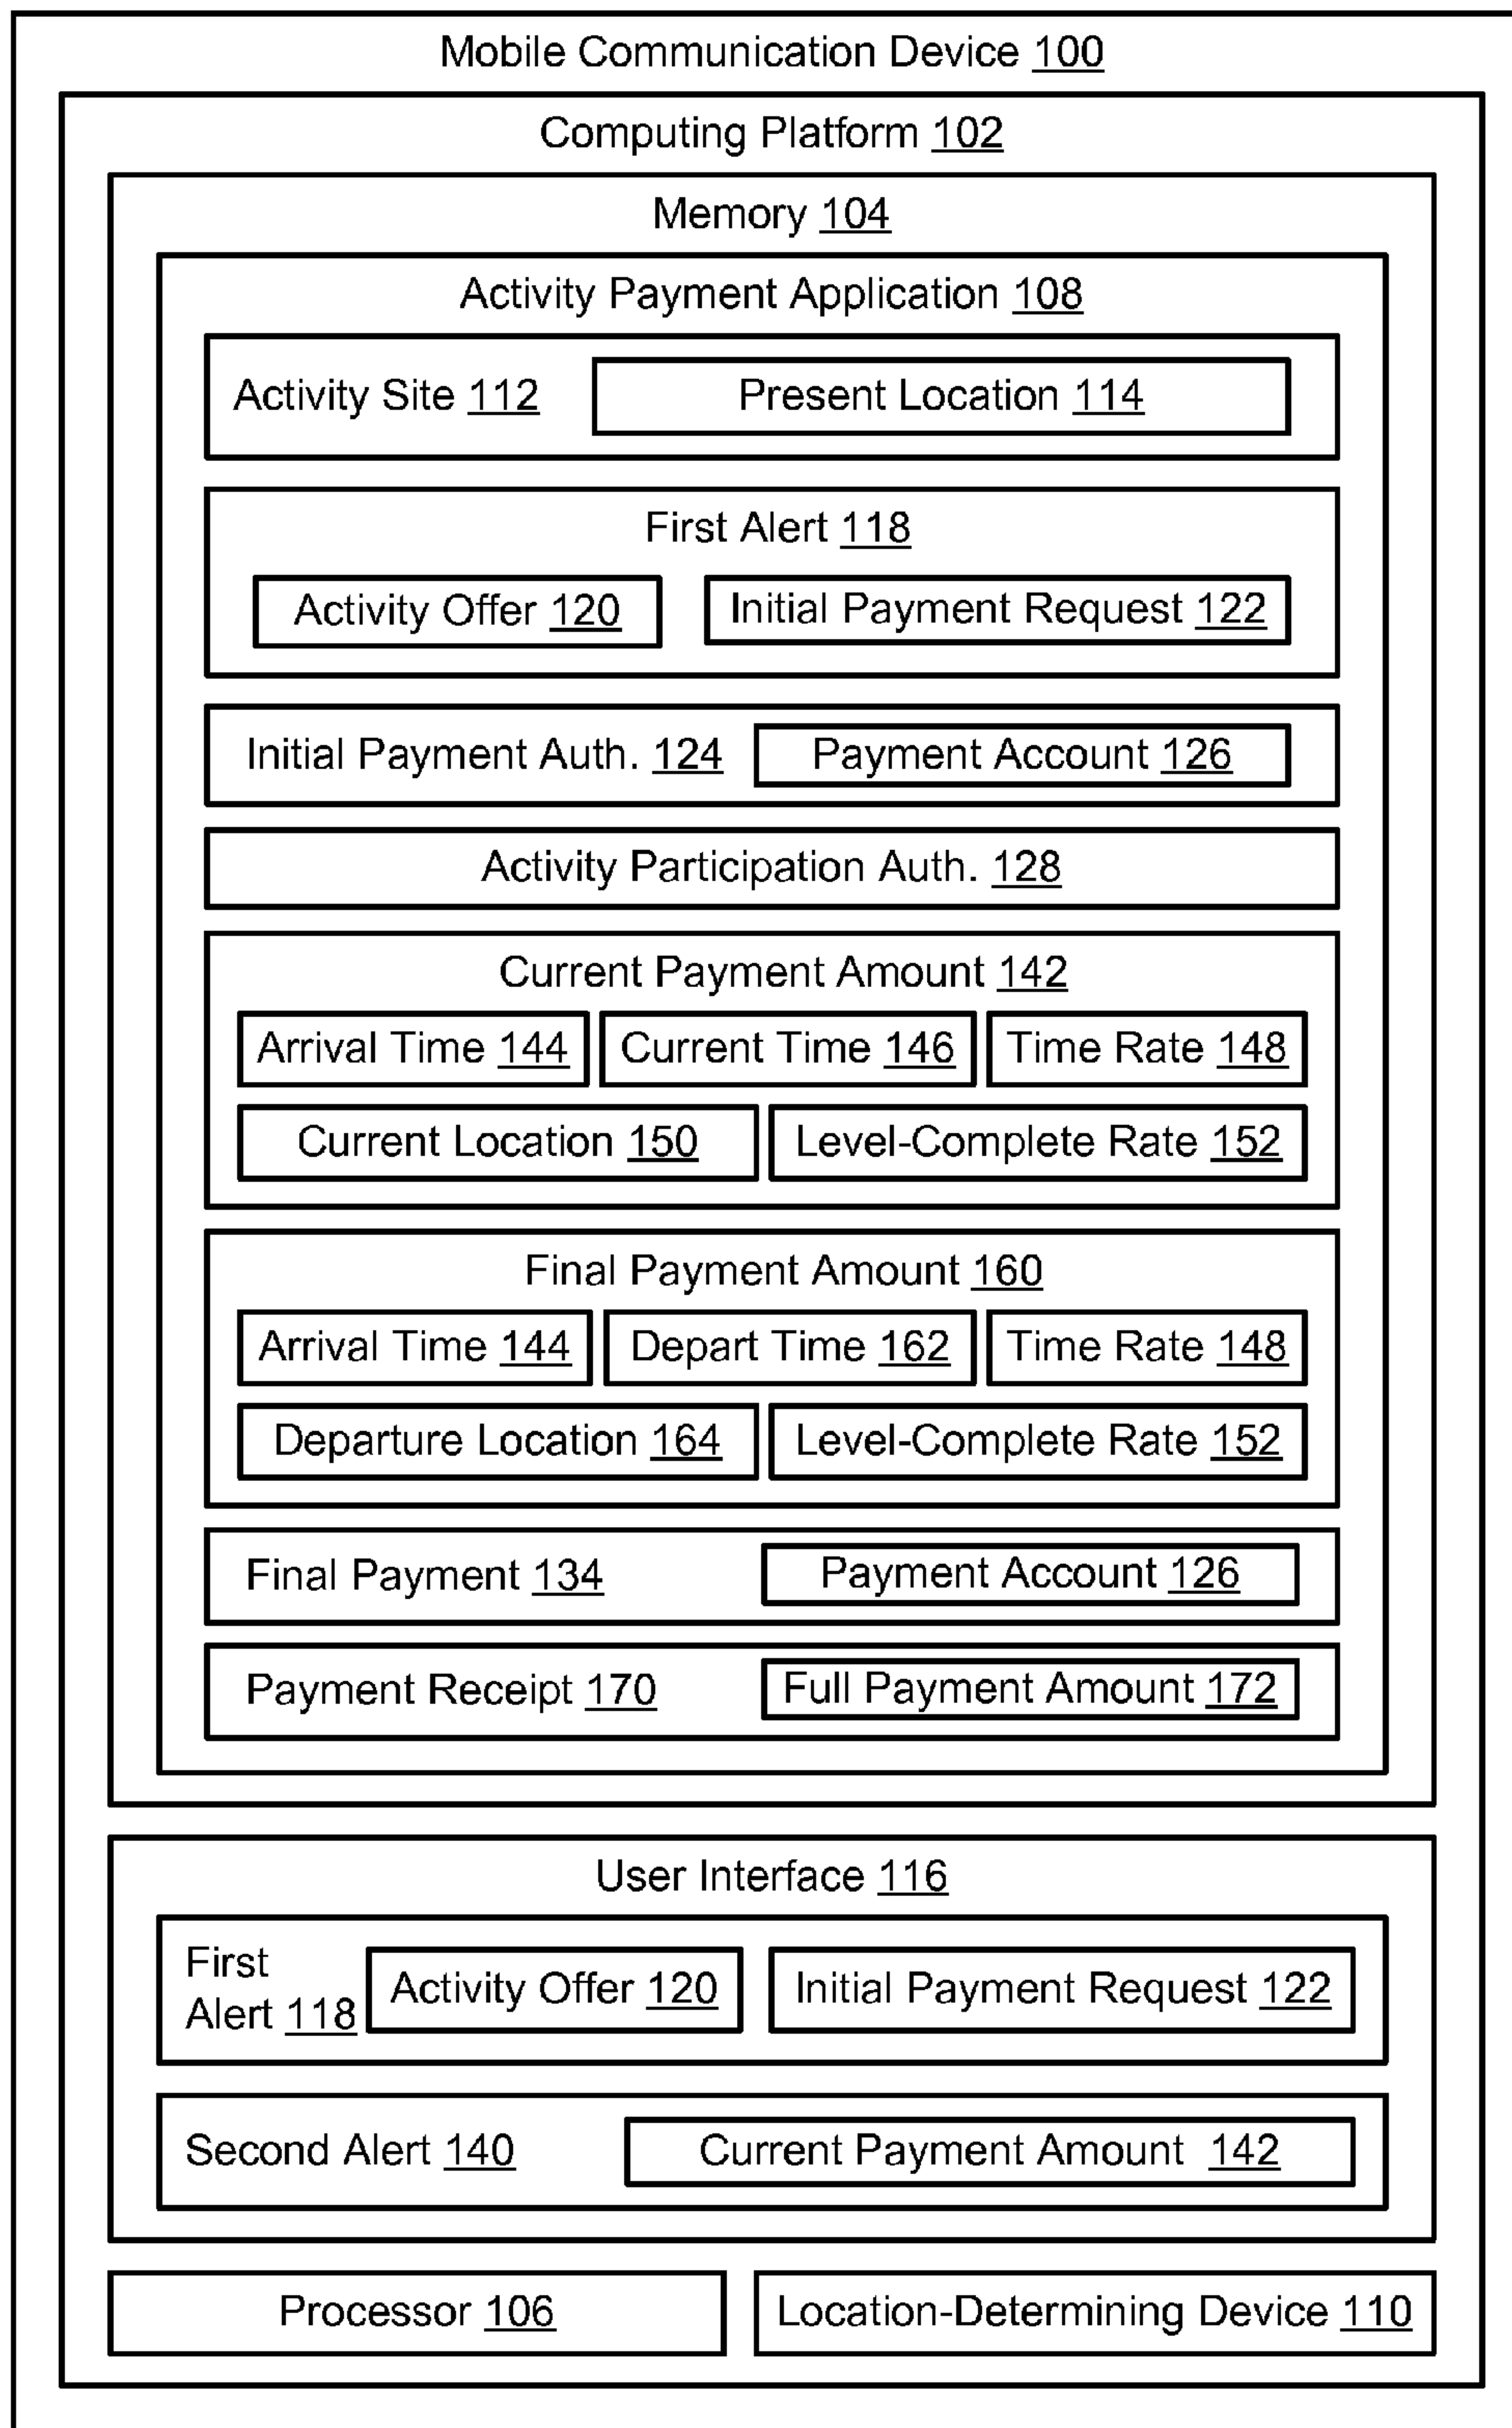 Mobile Communication Device 100
Computing Platform 102
Memory 104
Activity Payment Application 108
Activity Site 112
Present Location 114
First Alert 118
Activity Offer 120
Initial Payment Request 122
Initial Payment Auth. 124
Payment Account 126
Activity Participation Auth. 128
Current Payment Amount 142
Arrival Time 144
Current Time 146
Time Rate 148
Current Location 150
Level-Complete Rate 152
Final Payment Amount 160
Arrival Time 144
Depart Time 162
Time Rate 148
Departure Location 164
Level-Complete Rate 152
Final Payment 134
Payment Account 126
Payment Receipt 170
Full Payment Amount 172
User Interface 116
First
Alert 118
Activity Offer 120
Initial Payment Request 122
Second Alert 140
Current Payment Amount 142
Processor 106
Location-Determining Device 110